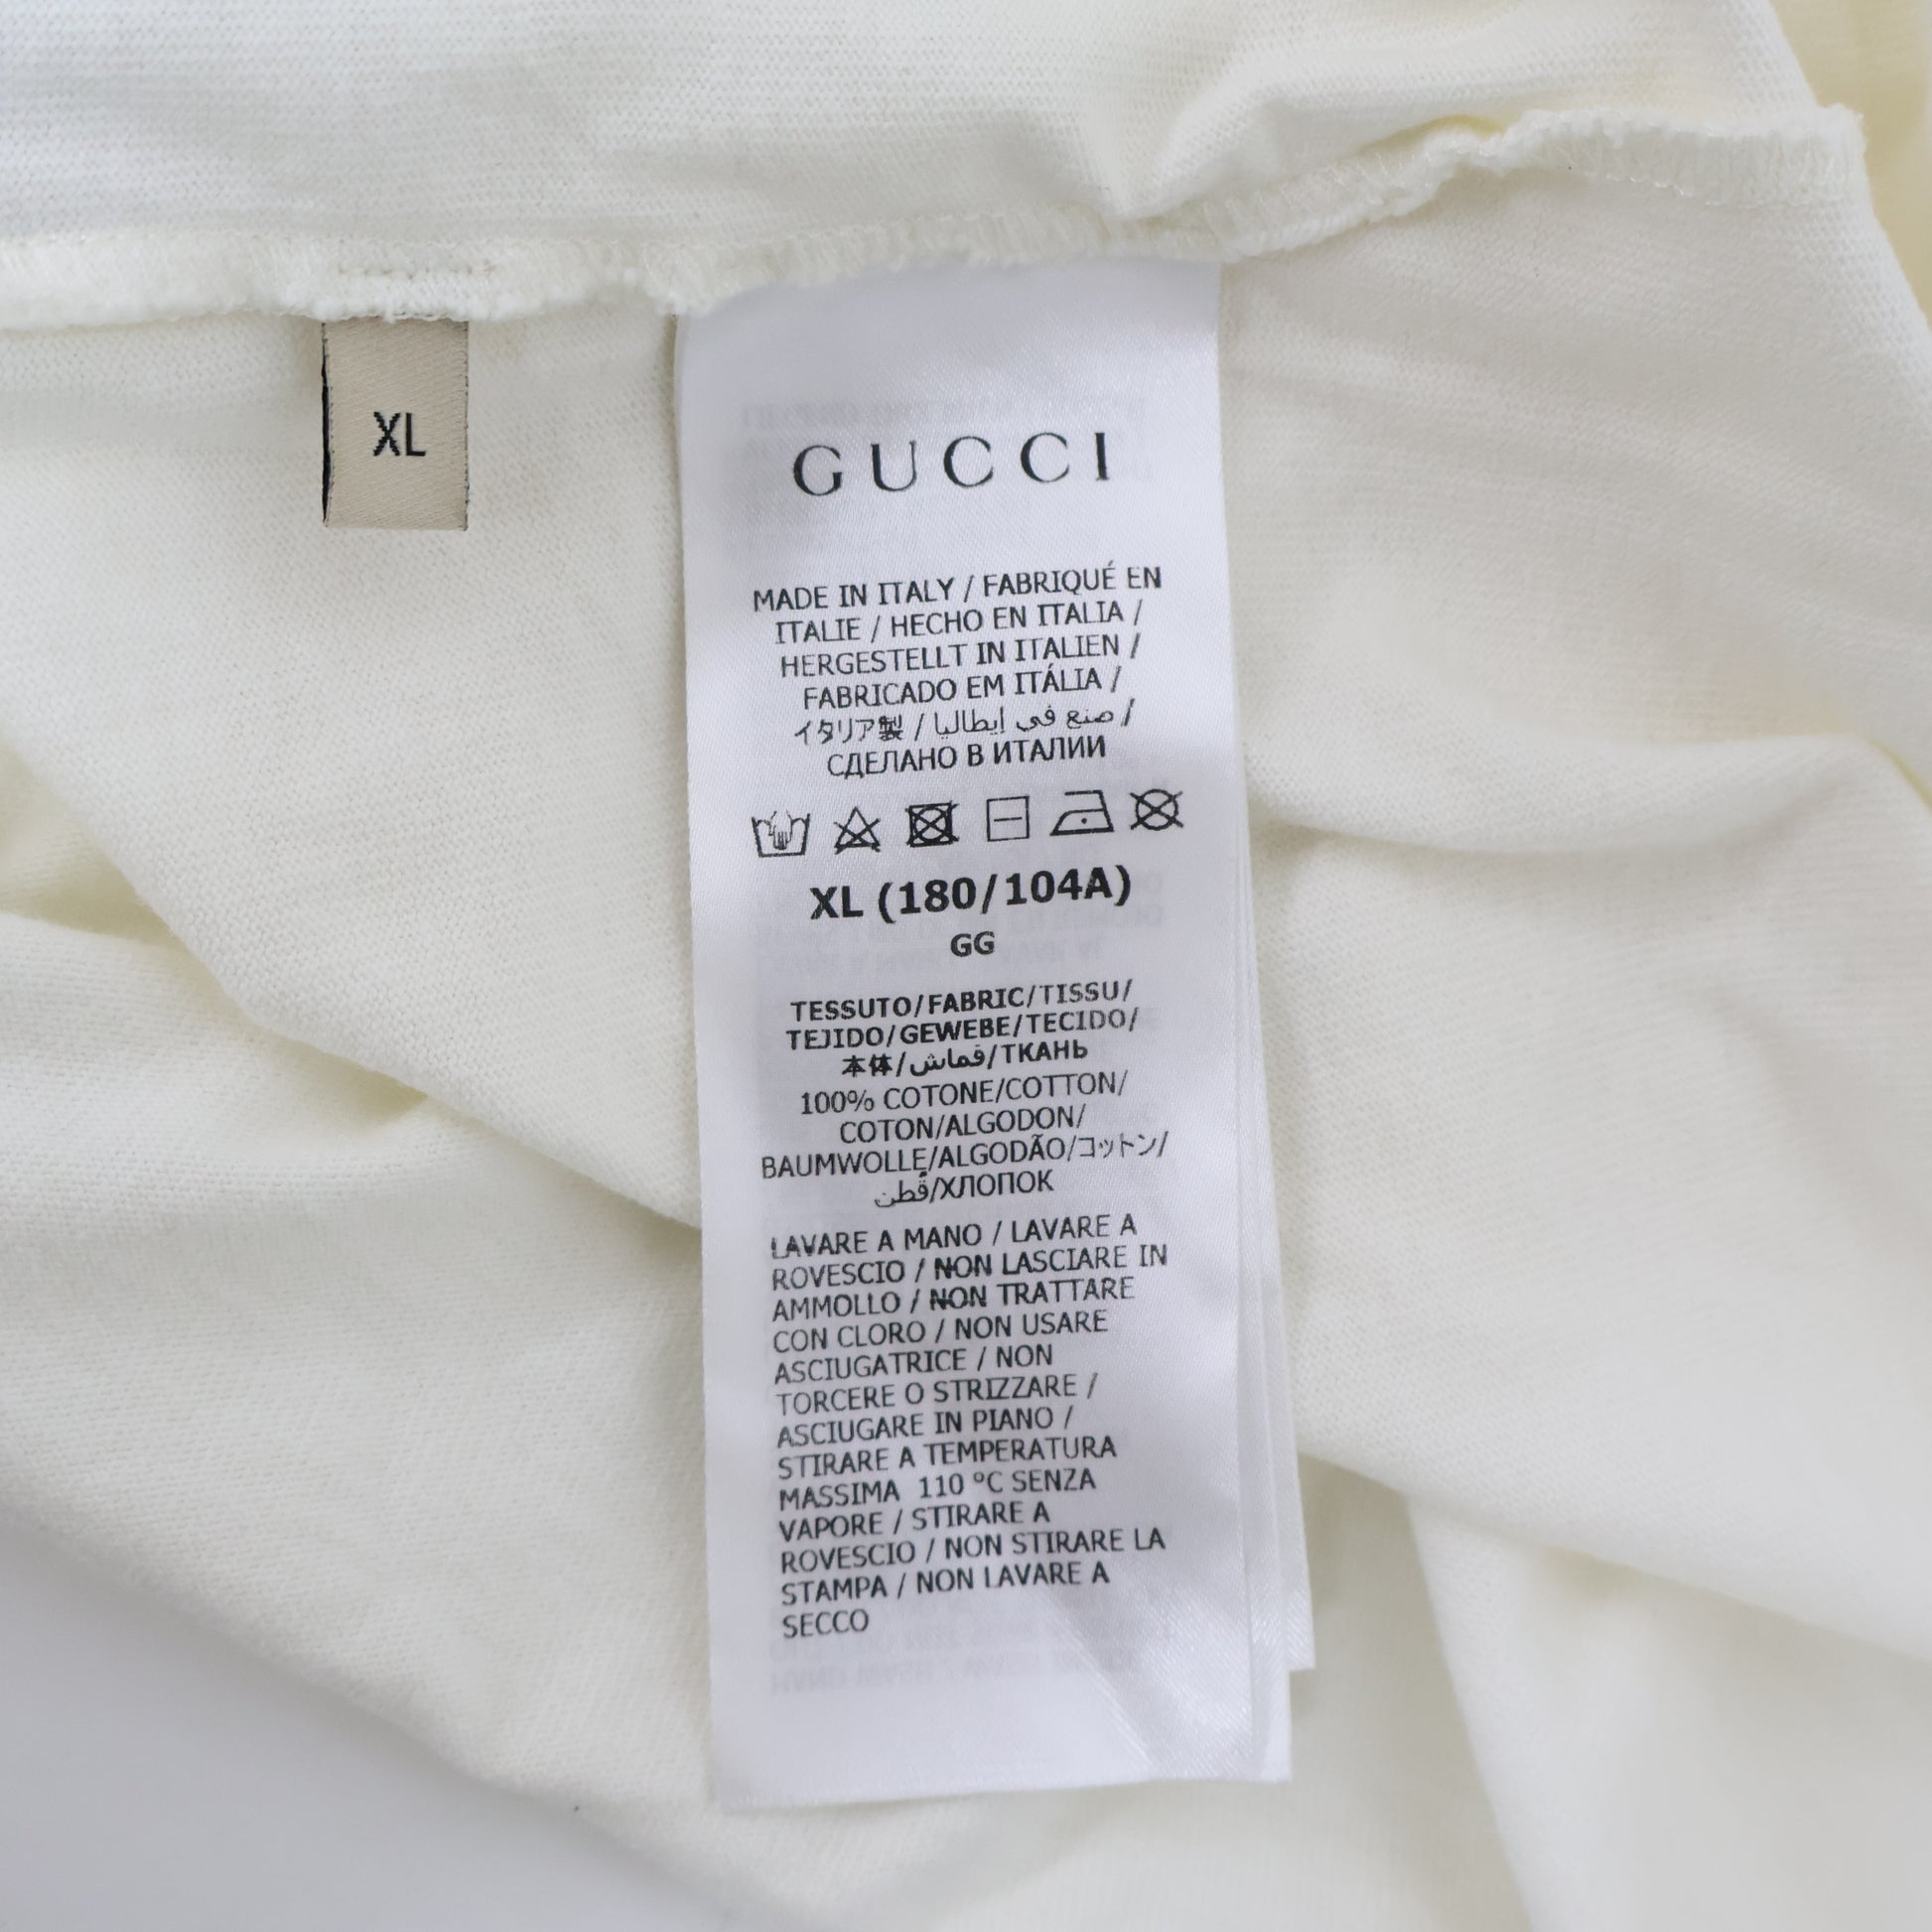 XL
GUCCI
MADE IN ITALY / FABRIQUÉ EN
ITALIE / HECHO EN ITALIA /
HERGESTELLT IN ITALIEN /
FABRICADO EM ITÁLIA /
イタリア製 / صنع في إيطاليا /
СДЕЛАНО В ИТАЛИИ
XL (180/104A)
GG
TESSUTO/FABRIC/TISSU/
TEJIDO/GEWEBE/TECIDO/
本体/قماش/ТКАНЬ
100% COTONE/COTTON/
COTON/ALGODON/
BAUMWOLLE/ALGODÃO/コットン/
قُطن/ХЛОПОК
LAVARE A MANO / LAVARE A
ROVESCIO / NON LASCIARE IN
AMMOLLO / NON TRATTARE
CON CLORO / NON USARE
ASCIUGATRICE / NON
TORCERE O STRIZZARE /
ASCIUGARE IN PIANO /
STIRARE A TEMPERATURA
MASSIMA 110 °C SENZA
VAPORE / STIRARE A
ROVESCIO / NON STIRARE LA
STAMPA / NON LAVARE A
SECCO